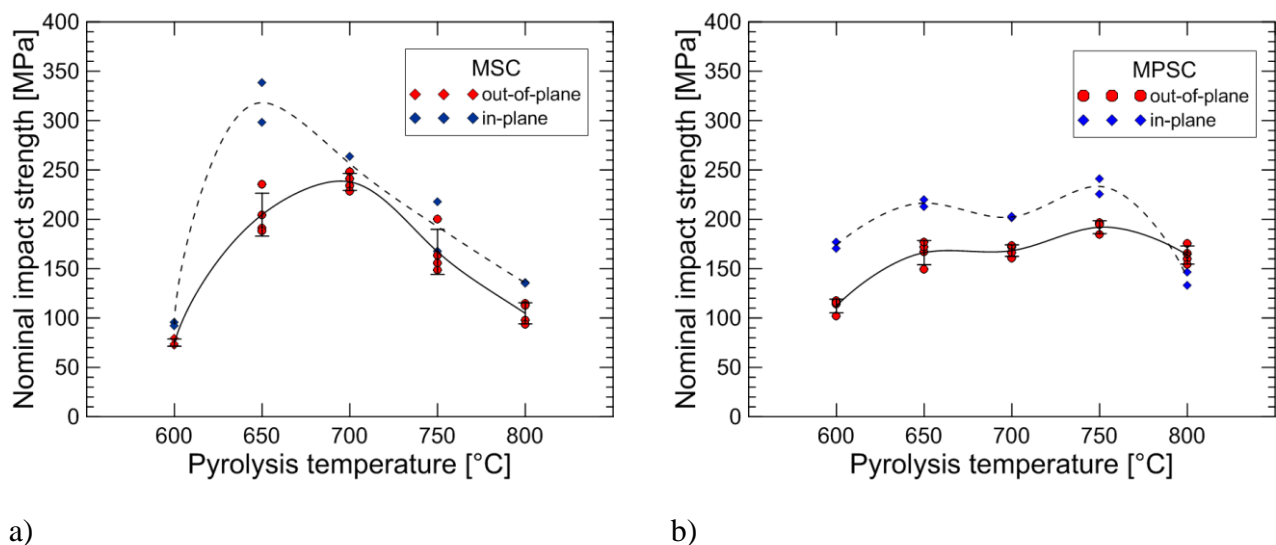 400
350
300
250
200
150
100
50
0
Nominal impact strength [MPa]
MSC
out-of-plane
in-plane
600 650 700 750 800
Pyrolysis temperature [°C]
a)
400
350
300
250
200
150
100
50
0
Nominal impact strength [MPa]
MPSC
out-of-plane
in-plane
600 650 700 750 800
Pyrolysis temperature [°C]
b)